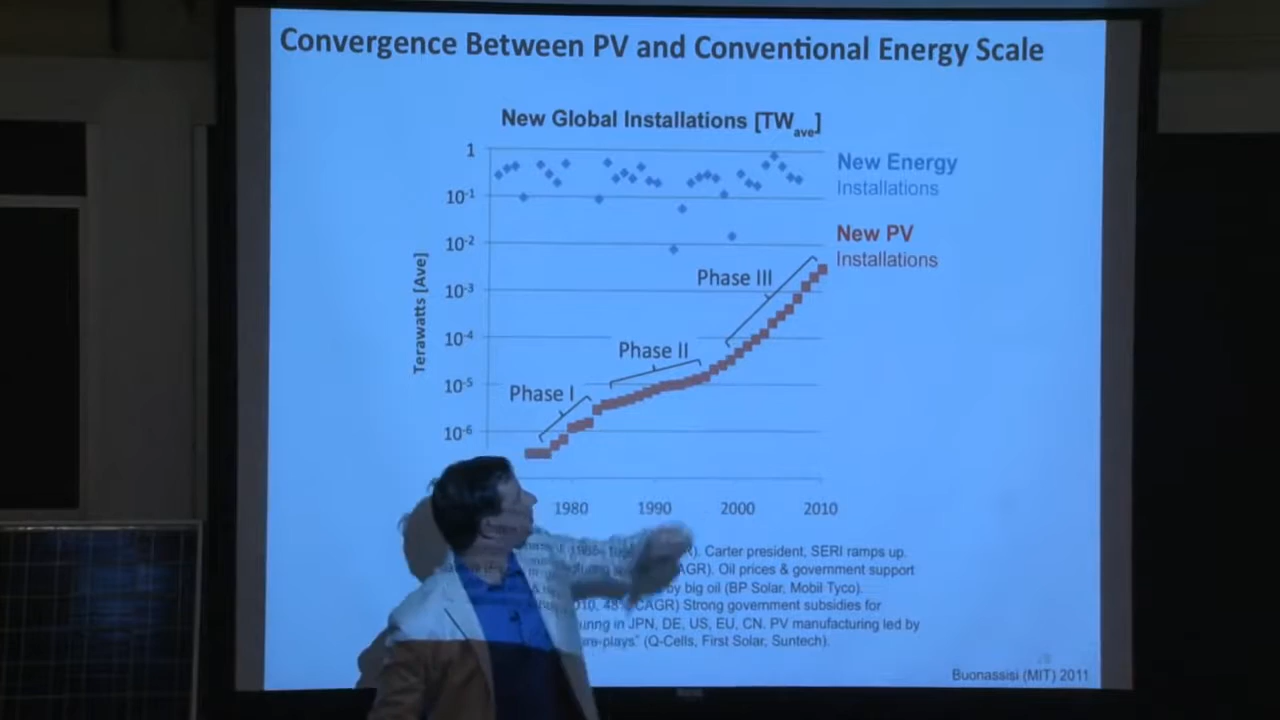 Convergence Between PV and Conventional Energy Scale
New Global Installations [TWave]
1
10-1
10-2
10-3
10-4
10-5
10-6
Terawatts [Ave]
New Energy
Installations
New PV
Installations
Phase III
Phase II
Phase I
1980 1990 2000 2010
Carter president, SERI ramps up.
Oil prices & government support
by big oil (BP Solar, Mobil Tyco).
48% CAGR) Strong government subsidies for
in JPN, DE, US, EU, CN. PV manufacturing led by
(Q-Cells, First Solar, Suntech).
Buonassisi (MIT) 2011